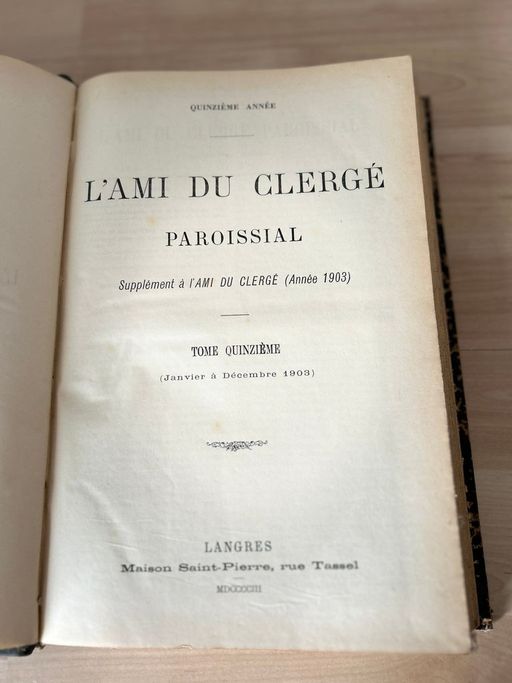 QUINZIÈME ANNÉE
L'AMI DU CLERGÉ
PAROISSIAL
Supplément à l'AMI DU CLERGÉ (Année 1903)
TOME QUINZIÈME
(Janvier à Décembre 1903)
LANGRES
Maison Saint-Pierre, rue Tassel
MDCCCCIII